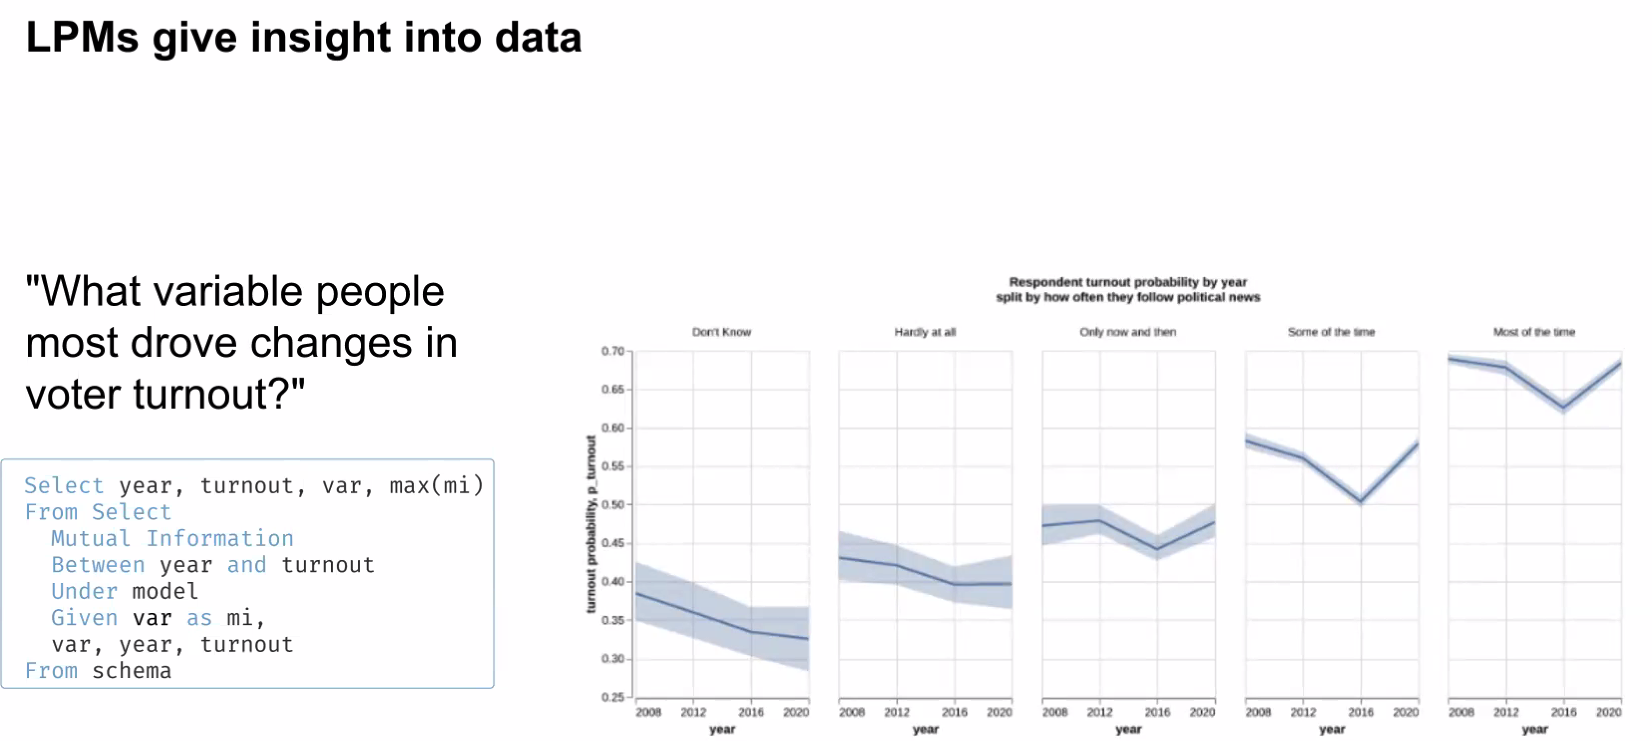 LPMs give insight into data
"What variable people
most drove changes in
voter turnout?"
Select year, turnout, var, max(mi)
From Select
Mutual Information
Between year and turnout
Under model
Given var as mi,
var, year, turnout
From schema
Respondent turnout probability by year
split by how often they follow political news
Don't Know
Hardly at all
Only now and then
Some of the time
Most of the time
turnout probability, p_turnout
0.70
0.65
0.60
0.55
0.50
0.45
0.40
0.35
0.30
0.25
2008 2012 2016 2020
2008 2012 2016 2020
2008 2012 2016 2020
2008 2012 2016 2020
2008 2012 2016 2020
year
year
year
year
year